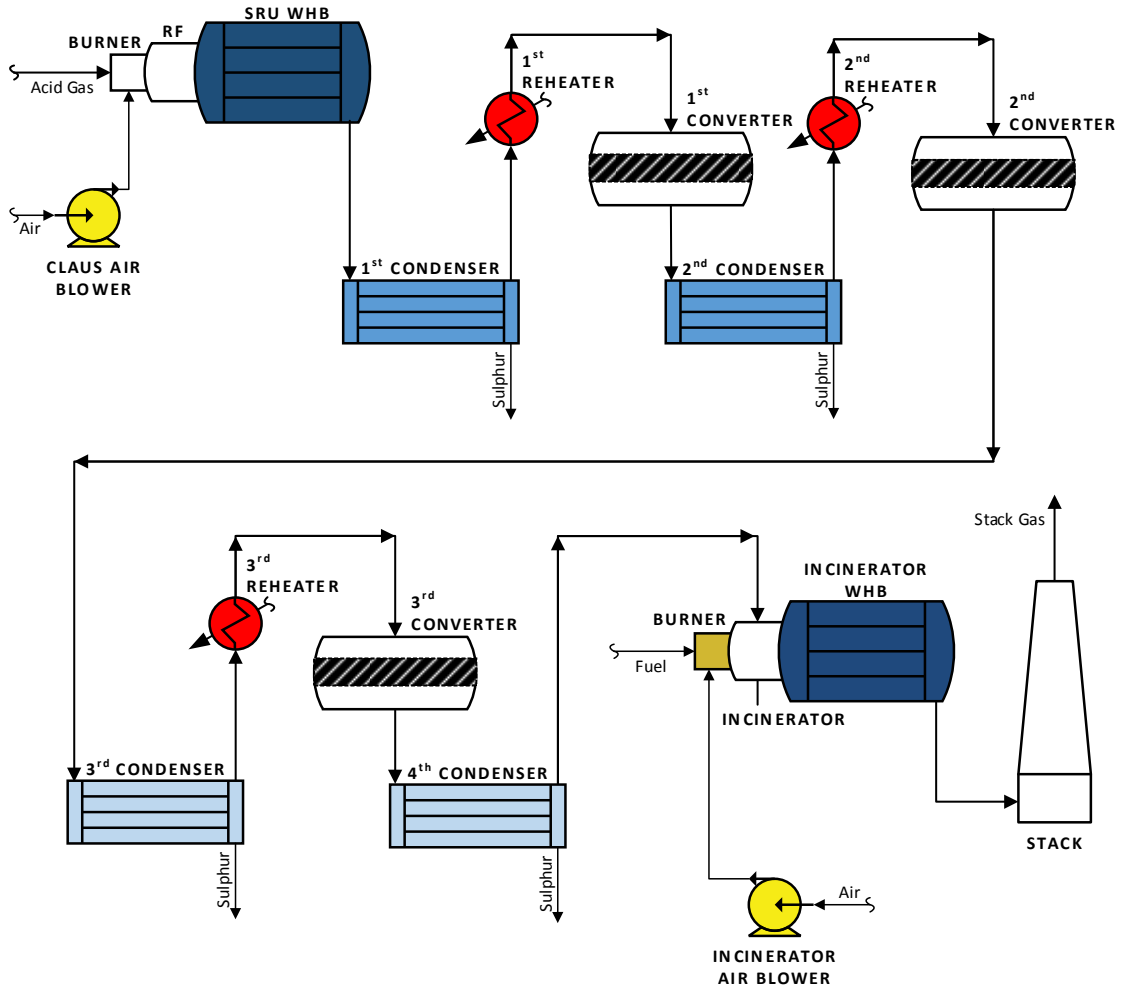 SRU WHB
RF
BURNER
Acid Gas
Air
CLAUS AIR
BLOWER
1st CONDENSER
Sulphur
1st
REHEATER
1st
CONVERTER
2nd CONDENSER
Sulphur
2nd
REHEATER
2nd
CONVERTER
3rd CONDENSER
Sulphur
3rd
REHEATER
3rd
CONVERTER
4th CONDENSER
Sulphur
BURNER
Fuel
INCINERATOR
INCINERATOR
WHB
Air
INCINERATOR
AIR BLOWER
Stack Gas
STACK